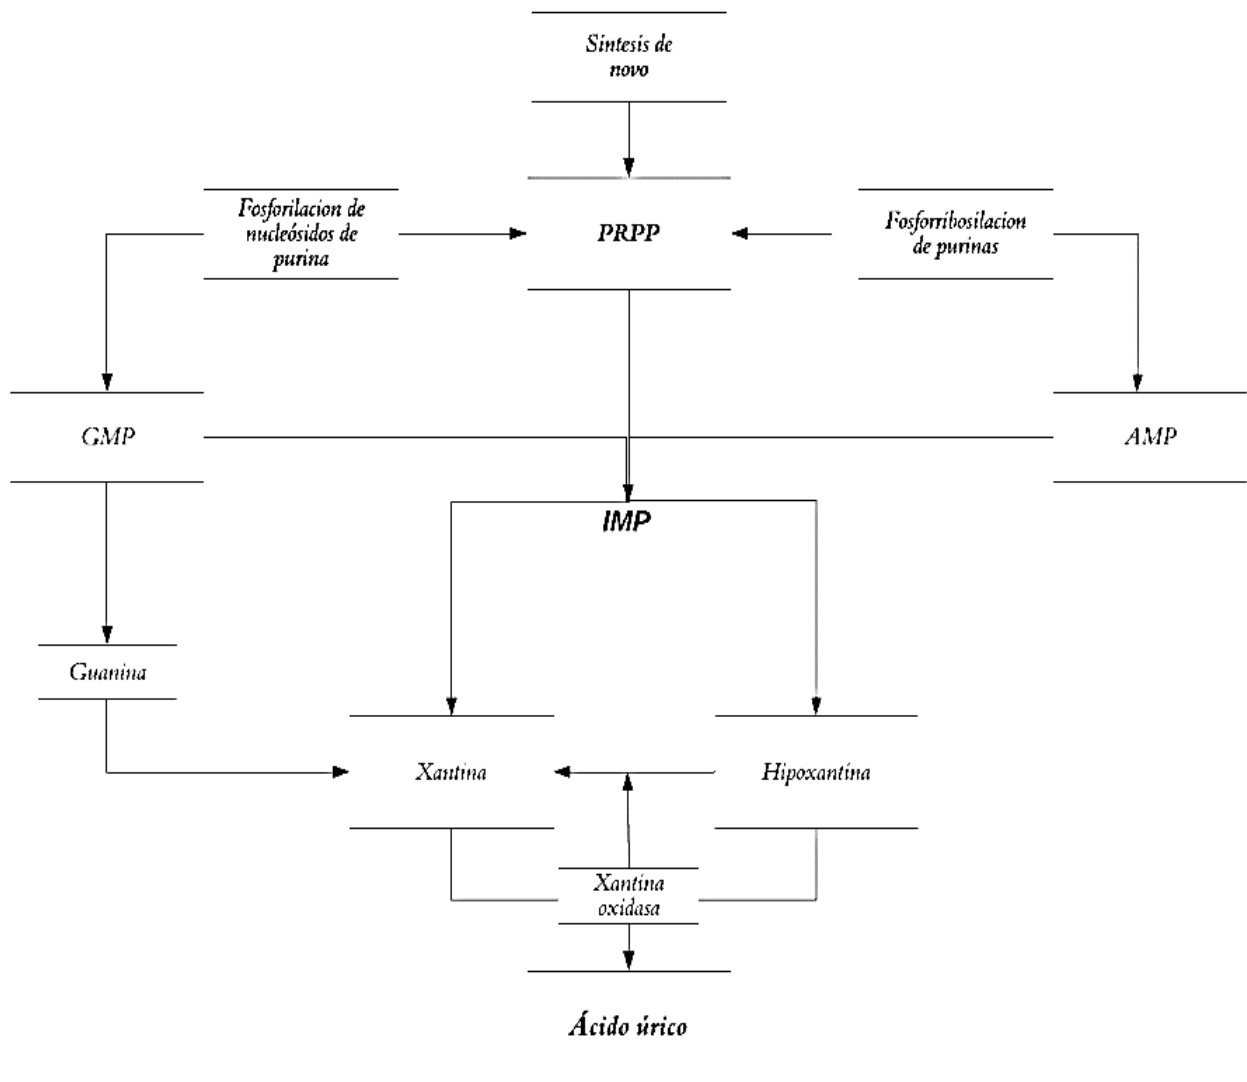 Síntesis de
novo
Fosforilacion de
nucleósidos de
purina
PRPP
Fosforribosilacion
de purinas
GMP
AMP
IMP
Guanina
Xantina
Hipoxantina
Xantina
oxidasa
Ácido úrico